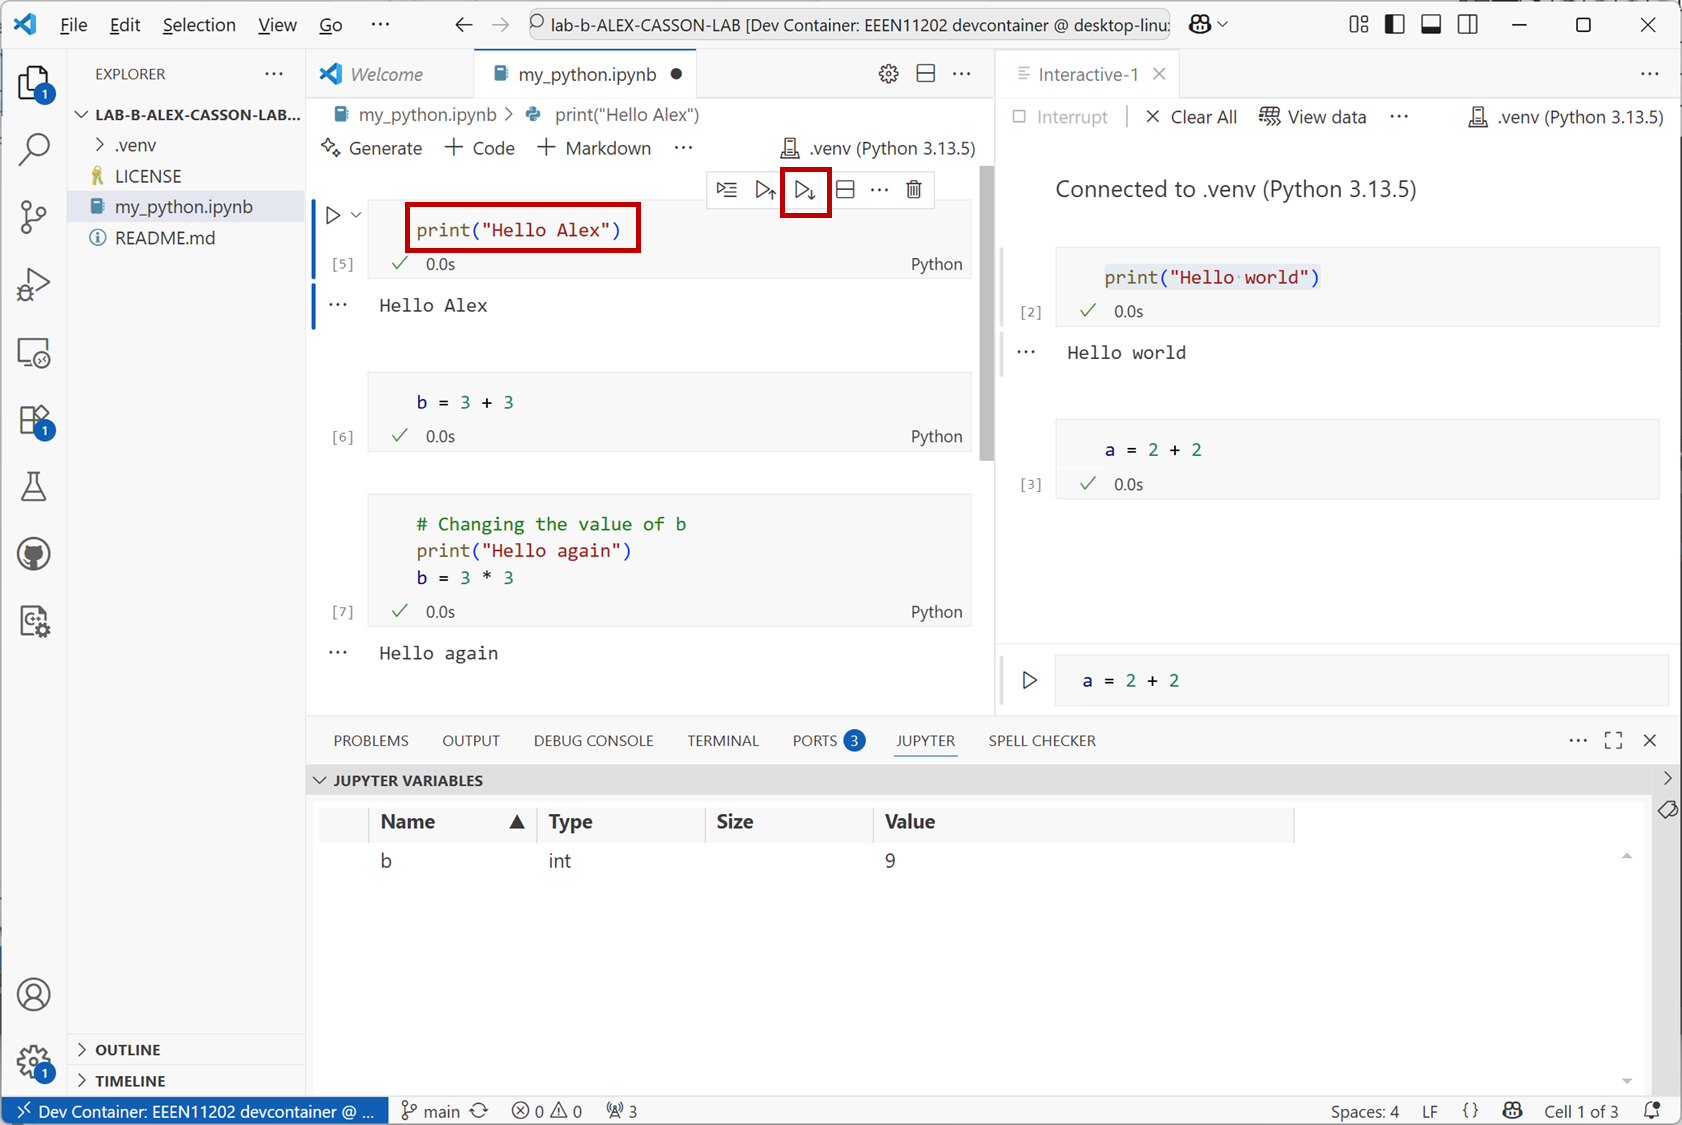 File Edit Selection View Go ··· lab-b-ALEX-CASSON-LAB [Dev Container: EEEN11202 devcontainer @ desktop-linux
EXPLORER ···
LAB-B-ALEX-CASSON-LAB...
.venv
LICENSE
my_python.ipynb
README.md
OUTLINE
TIMELINE
1
1
1
Welcome my_python.ipynb ●
my_python.ipynb > print("Hello Alex")
Generate + Code + Markdown ··· .venv (Python 3.13.5)
print("Hello Alex")
[5] ✓ 0.0s Python
··· Hello Alex
b = 3 + 3
[6] ✓ 0.0s Python
# Changing the value of b
print("Hello again")
b = 3 * 3
[7] ✓ 0.0s Python
··· Hello again
Interactive-1 ···
Interrupt | Clear All View data ··· .venv (Python 3.13.5)
Connected to .venv (Python 3.13.5)
print("Hello·world")
[2] ✓ 0.0s
··· Hello world
a = 2 + 2
[3] ✓ 0.0s
a = 2 + 2
PROBLEMS OUTPUT DEBUG CONSOLE TERMINAL PORTS 3 JUPYTER SPELL CHECKER ···
JUPYTER VARIABLES
Name ▲ Type Size Value
b int 9
Dev Container: EEEN11202 devcontainer @ ... main 0 0 3 Spaces: 4 LF {} Cell 1 of 3